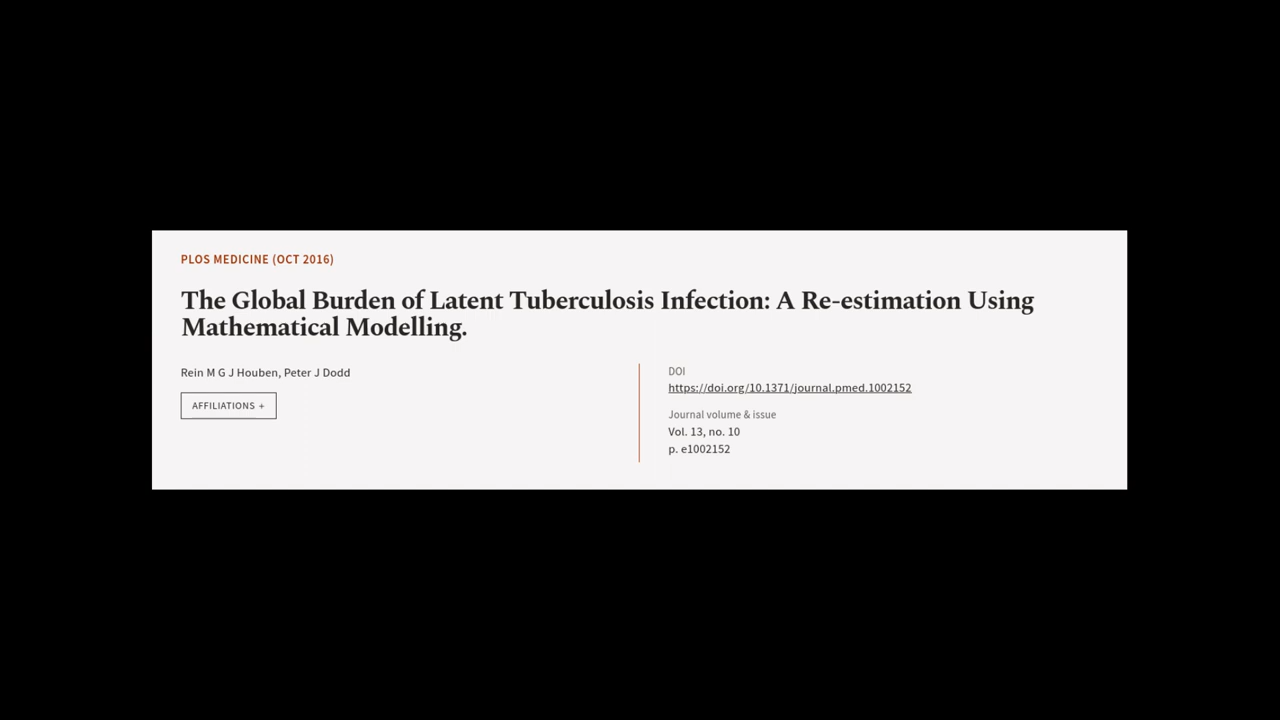 PLOS MEDICINE (OCT 2016)
The Global Burden of Latent Tuberculosis Infection: A Re-estimation Using
Mathematical Modelling.
Rein M G J Houben, Peter J Dodd
AFFILIATIONS +
DOI
https://doi.org/10.1371/journal.pmed.1002152
Journal volume & issue
Vol. 13, no. 10
p. e1002152